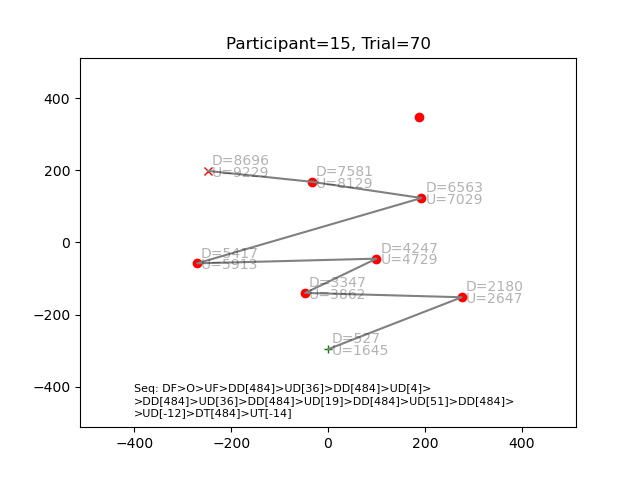 Participant=15, Trial=70
400
200
0
−200
−400
D=8696
U=9229
D=7581
U=8129
D=6563
U=7029
D=5417
U=5913
D=4247
U=4729
D=3347
U=3862
D=2180
U=2647
D=527
U=1645
Seq: DF>O>UF>DD[484]>UD[36]>DD[484]>UD[4]>
>DD[484]>UD[36]>DD[484]>UD[19]>DD[484]>UD[51]>DD[484]>
>UD[-12]>DT[484]>UT[-14]
−400
−200
0
200
400